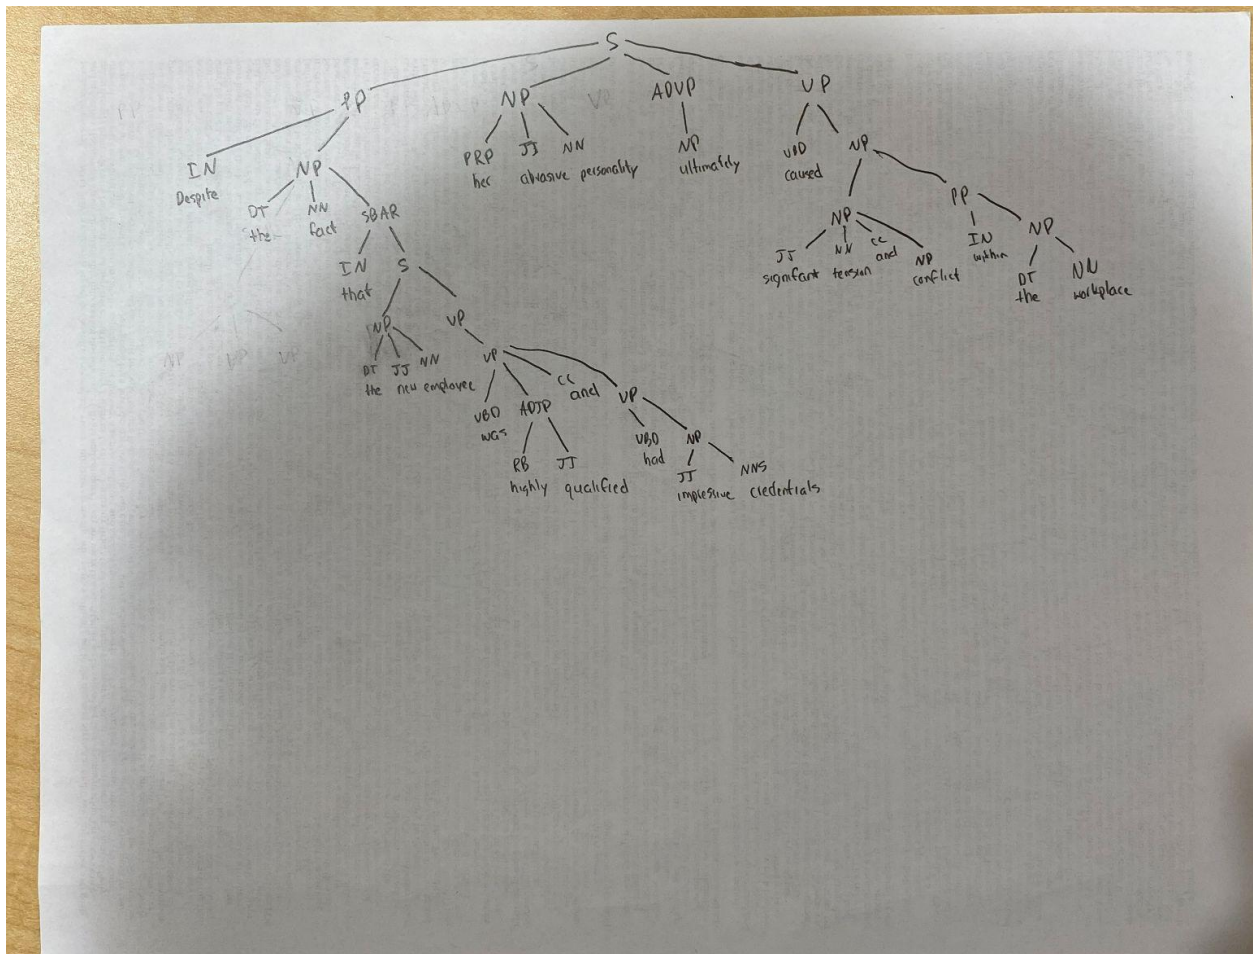 S
PP NP ADVP VP
IN NP PRP JJ NN NP VBD NP
Despite her abrasive personality ultimately caused
DT NN SBAR NP PP
the fact JJ NN CC NP IN NP
IN S signifant tension and conflict within DT NN
that the workplace
NP VP
DT JJ NN VP
the new employee CC
VBD ADJP and VP
was VBD NP
RB JJ had JJ NNS
highly qualified impressive credentials
NP VP